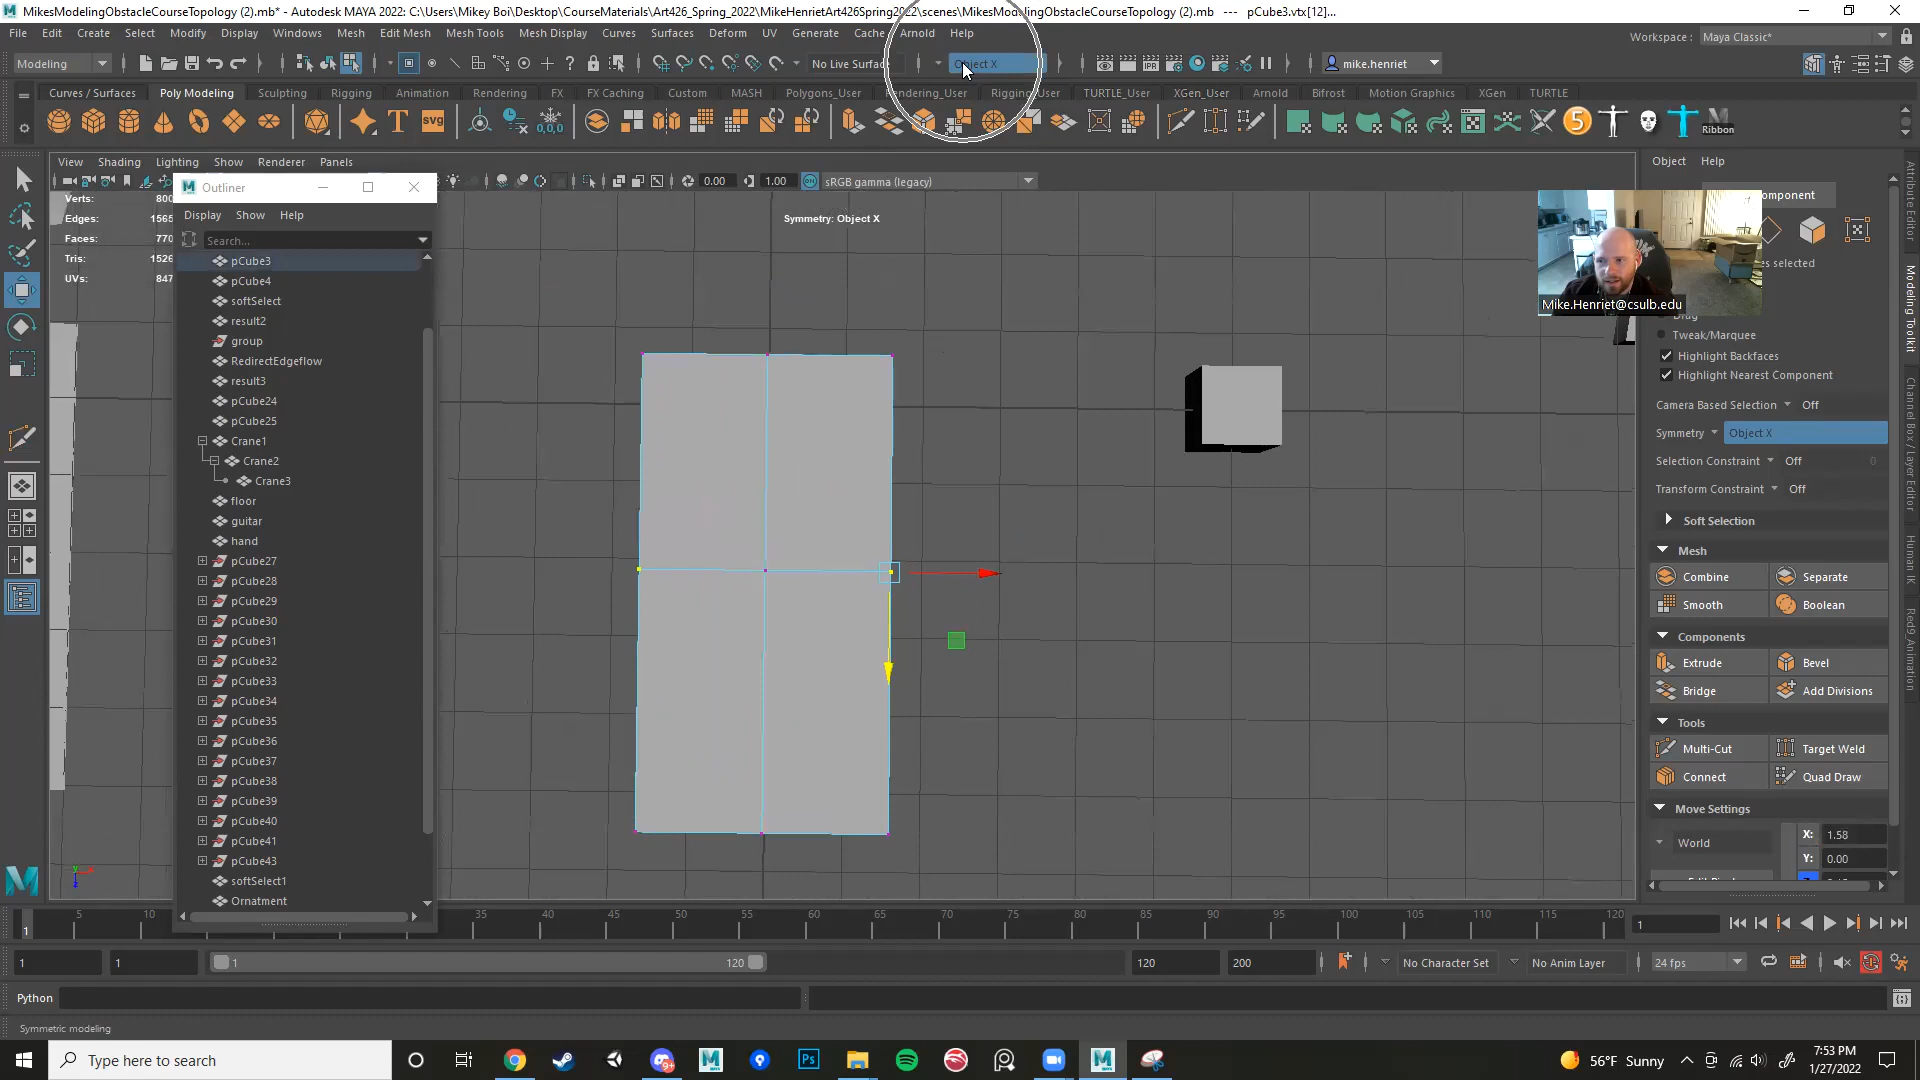 MikesModelingObstacleCourseTopology (2).mb* - Autodesk MAYA 2022: C:\Users\Mikey Boi\Desktop\CourseMaterials\Art426_Spring_2022\MikeHenrietArt426Spring2022\scenes\MikesModelingObstacleCourseTopology (2).mb --- pCube3.vtx[12]...
File Edit Create Select Modify Display Windows Mesh Edit Mesh Mesh Tools Mesh Display Curves Surfaces Deform UV Generate Cache Arnold Help
Workspace : Maya Classic*
Modeling No Live Surface Object X mike.henriet
Curves / Surfaces Poly Modeling Sculpting Rigging Animation Rendering FX FX Caching Custom MASH Polygons_User Rendering_User Rigging_User TURTLE_User XGen_User Arnold Bifrost Motion Graphics XGen TURTLE
T SVG 0,0,0 5 Ribbon
View Shading Lighting Show Renderer Panels
0.00 1.00 sRGB gamma (legacy)
Verts: 800
Edges: 1565
Faces: 770
Tris: 1526
UVs: 847
Symmetry: Object X
Outliner
Display Show Help
Search...
pCube3
pCube4
softSelect
result2
group
RedirectEdgeflow
result3
pCube24
pCube25
Crane1
Crane2
Crane3
floor
guitar
hand
pCube27
pCube28
pCube29
pCube30
pCube31
pCube32
pCube33
pCube34
pCube35
pCube36
pCube37
pCube38
pCube39
pCube40
pCube41
pCube43
softSelect1
Ornatment
Object Help
Mike.Henriet@csulb.edu
Tweak/Marquee
Highlight Backfaces
Highlight Nearest Component
Camera Based Selection Off
Symmetry Object X
Selection Constraint Off 0
Transform Constraint Off
Soft Selection
Mesh
Combine Separate
Smooth Boolean
Components
Extrude Bevel
Bridge Add Divisions
Tools
Multi-Cut Target Weld
Connect Quad Draw
Move Settings
World X: 1.58
Y: 0.00
Attribute Editor
Modeling Toolkit
Channel Box / Layer Editor
Human IK
Red9_Animation
5 10 35 40 45 50 55 60 65 70 75 80 85 90 95 100 105 110 115 120
1 1
1 1 1 120 120 200 No Character Set No Anim Layer 24 fps
Python
Symmetric modeling
Type here to search
56°F Sunny
7:53 PM
1/27/2022